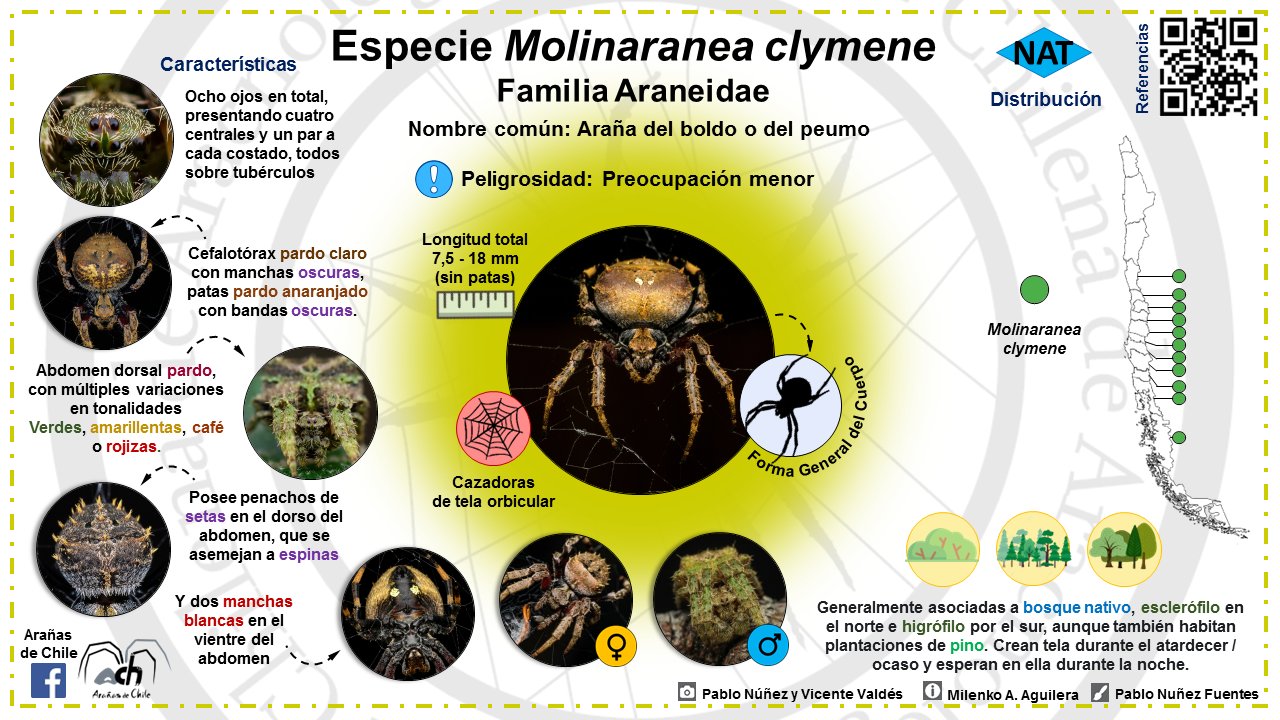 Especie Molinaranea clymene
Familia Araneidae
Nombre común: Araña del boldo o del peumo
Peligrosidad: Preocupación menor
NAT
Distribución
Referencias
Características
Ocho ojos en total,
presentando cuatro
centrales y un par a
cada costado, todos
sobre tubérculos
Cefalotórax pardo claro
con manchas oscuras,
patas pardo anaranjado
con bandas oscuras.
Abdomen dorsal pardo,
con múltiples variaciones
en tonalidades
Verdes, amarillentas, café
o rojizas.
Posee penachos de
setas en el dorso del
abdomen, que se
asemejan a espinas
Y dos manchas
blancas en el
vientre del
abdomen
Longitud total
7,5 - 18 mm
(sin patas)
Cazadoras
de tela orbicular
Forma General del Cuerpo
♀
♂
Molinaranea
clymene
Generalmente asociadas a bosque nativo, esclerófilo en
el norte e higrófilo por el sur, aunque también habitan
plantaciones de pino. Crean tela durante el atardecer /
ocaso y esperan en ella durante la noche.
Arañas
de Chile
ach
Arañas de Chile
Pablo Núñez y Vicente Valdés
Milenko A. Aguilera
Pablo Nuñez Fuentes